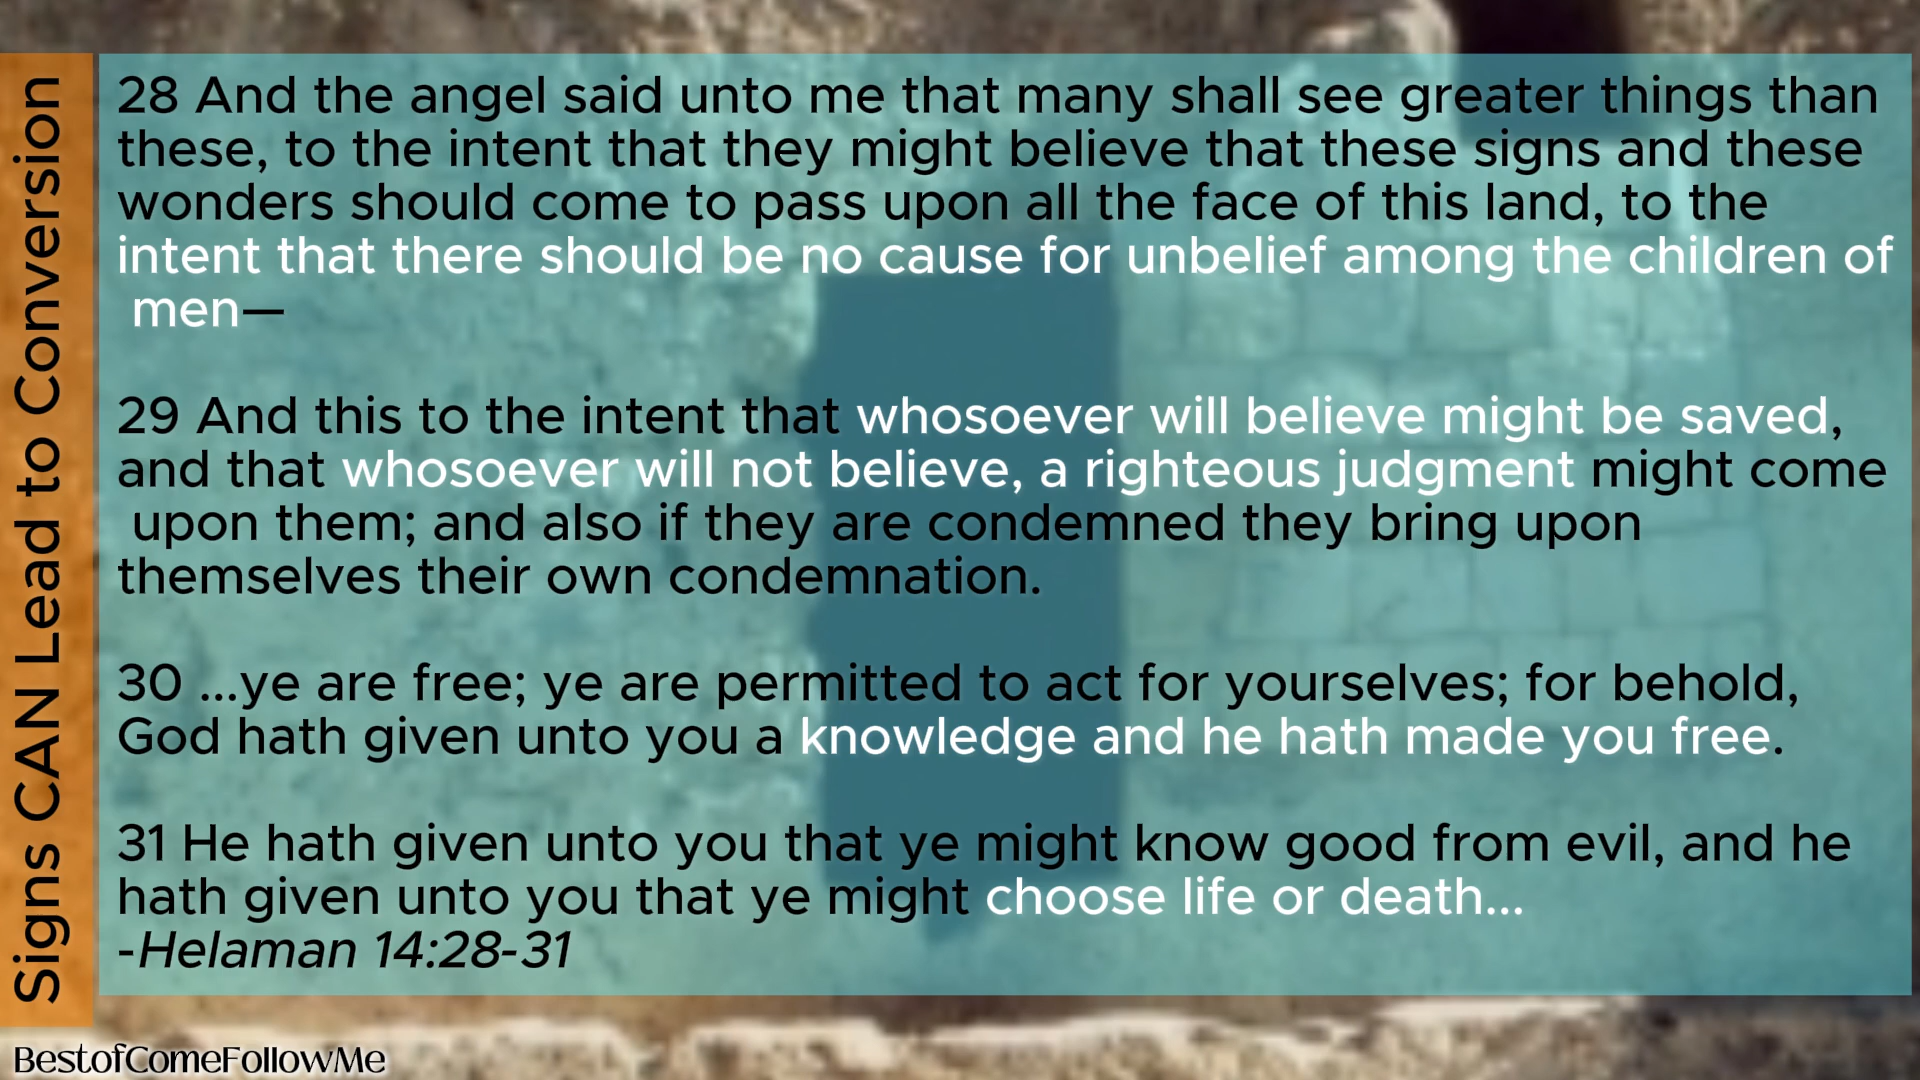 Signs CAN Lead to Conversion
28 And the angel said unto me that many shall see greater things than
these, to the intent that they might believe that these signs and these
wonders should come to pass upon all the face of this land, to the
intent that there should be no cause for unbelief among the children of
men—
29 And this to the intent that whosoever will believe might be saved,
and that whosoever will not believe, a righteous judgment might come
upon them; and also if they are condemned they bring upon
themselves their own condemnation.
30 ...ye are free; ye are permitted to act for yourselves; for behold,
God hath given unto you a knowledge and he hath made you free.
31 He hath given unto you that ye might know good from evil, and he
hath given unto you that ye might choose life or death...
-Helaman 14:28-31
BestofComeFollowMe